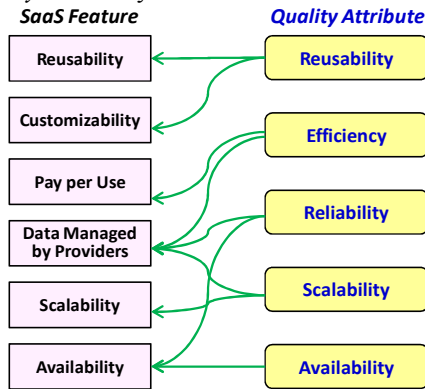 SaaS Feature
Quality Attribute
Reusability
Reusability
Customizability
Efficiency
Pay per Use
Reliability
Data Managed
by Providers
Scalability
Scalability
Availability
Availability